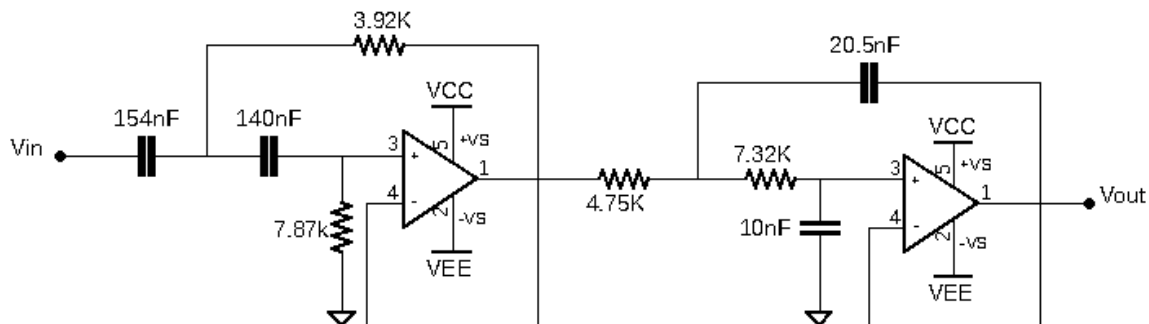 3.92K
20.5nF
VCC
154nF
140nF
5
+VS
Vin
3
+
1
4
-
2
-VS
7.87k
VEE
4.75K
7.32K
10nF
VCC
5
+VS
3
+
1
4
-
2
-VS
VEE
Vout